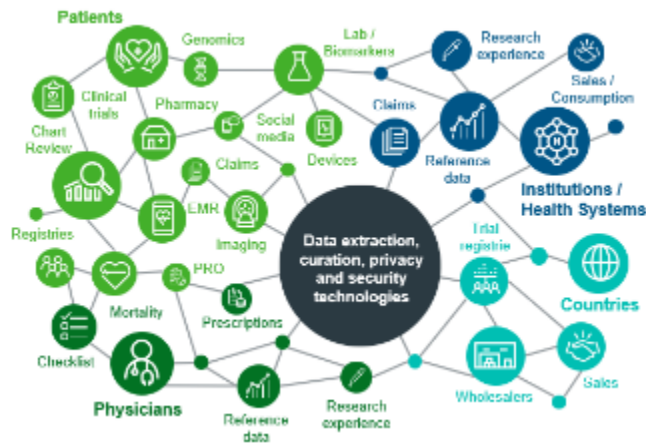 Patients
Genomics
Lab /
Biomarkers
Research
experience
Sales /
Consumption
Clinical
trials
Pharmacy
Social
media
Devices
Claims
Reference
data
Chart
Review
Claims
EMR
Imaging
Institutions /
Health Systems
Registries
Data extraction,
curation, privacy
and security
technologies
Trial
registrie
PRO
Mortality
Prescriptions
Countries
Checklist
Physicians
Reference
data
Research
experience
Wholesalers
Sales
H